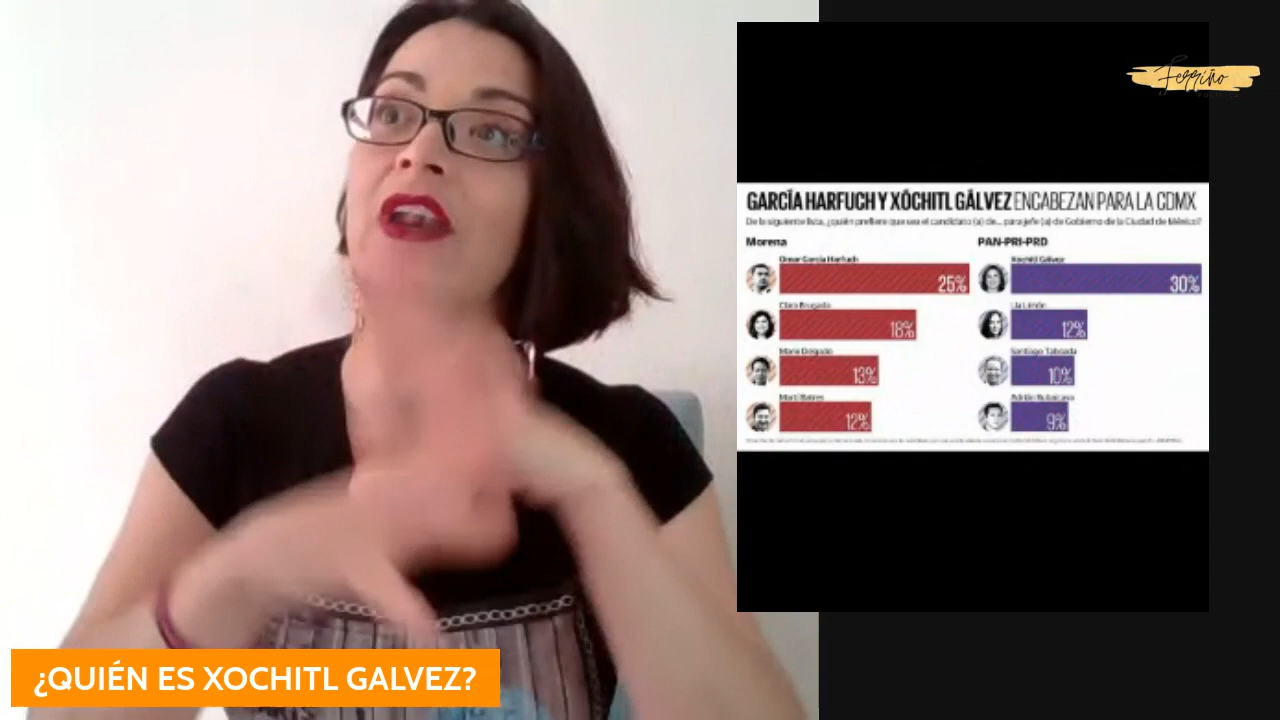 Ferriño
GARCÍA HARFUCH Y XÓCHITL GÁLVEZ ENCABEZAN PARA LA CDMX
De la siguiente lista, ¿quién prefiere que sea el candidato (a) de... para jefe (a) de Gobierno de la Ciudad de México?
Morena
Omar García Harfuch
25%
Clara Brugada
18%
Mario Delgado
13%
Martí Batres
12%
PAN-PRI-PRD
Xóchitl Gálvez
30%
Lía Limón
12%
Santiago Taboada
10%
Adrián Rubalcava
9%
¿QUIÉN ES XOCHITL GALVEZ?